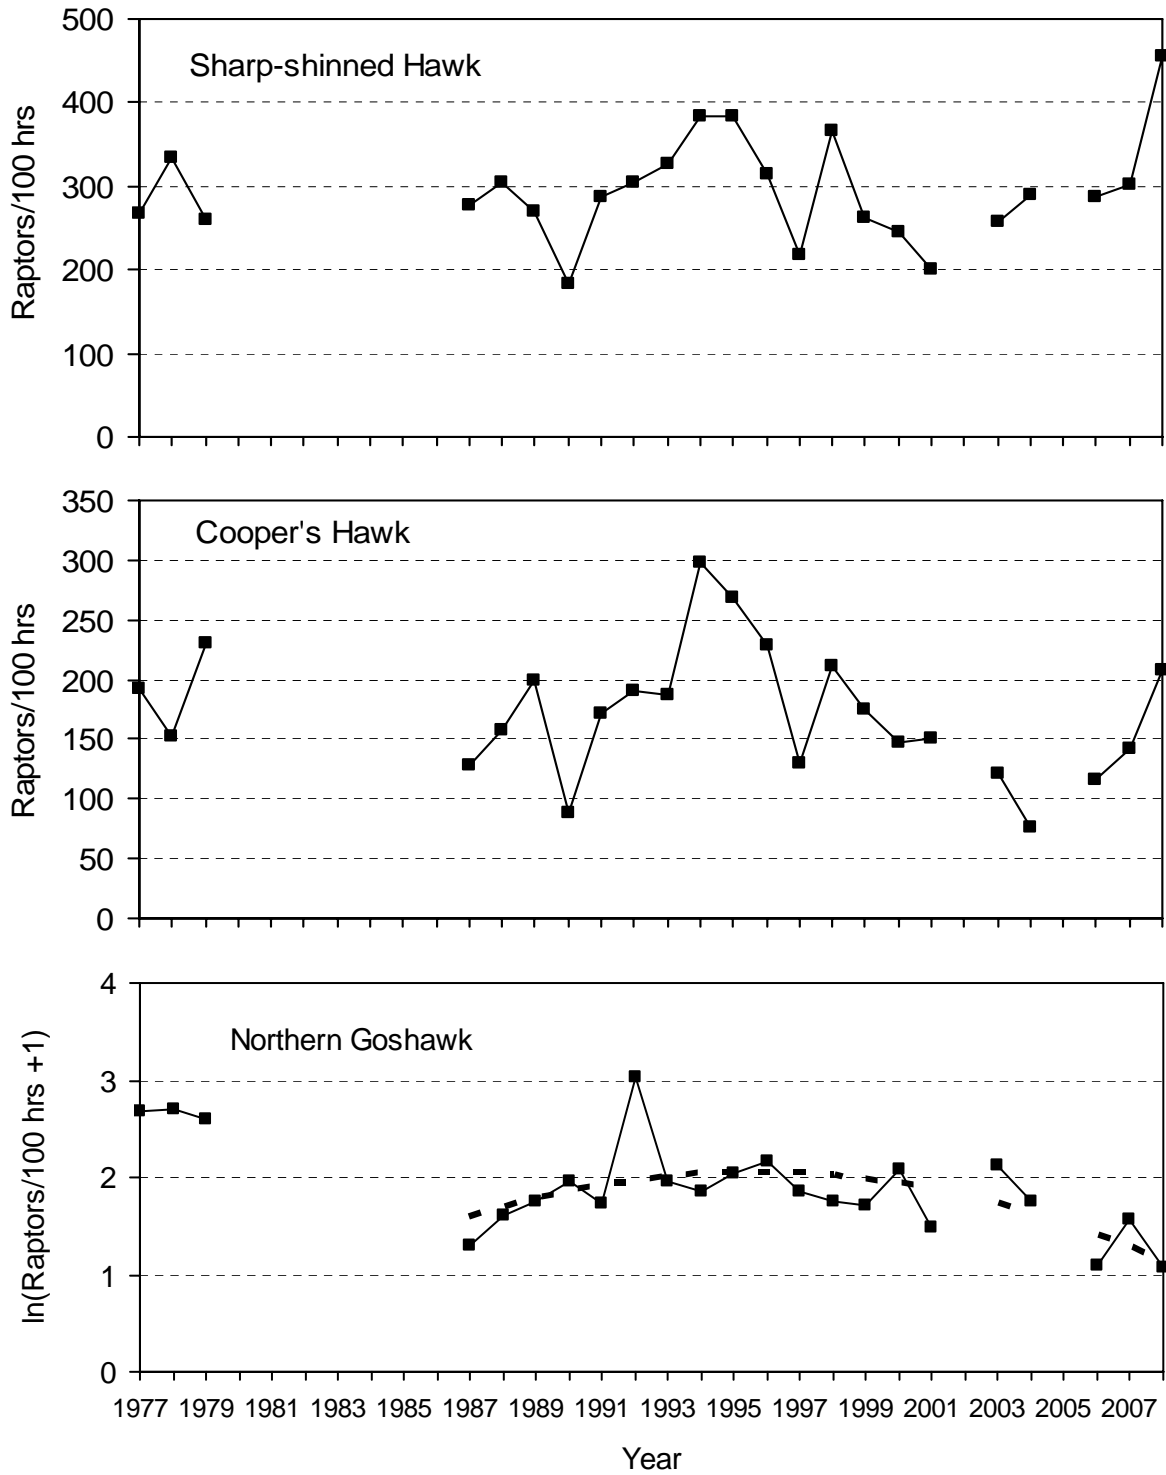 Sharp-shinned Hawk
Raptors/100 hrs
500
400
300
200
100
0
Cooper's Hawk
Raptors/100 hrs
350
300
250
200
150
100
50
0
Northern Goshawk
ln(Raptors/100 hrs +1)
4
3
2
1
0
1977 1979 1981 1983 1985 1987 1989 1991 1993 1995 1997 1999 2001 2003 2005 2007
Year